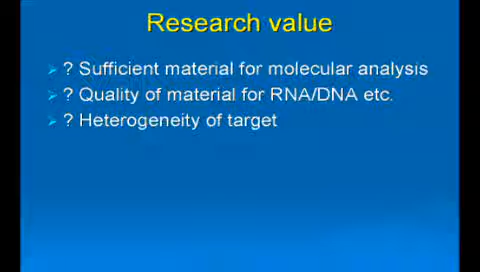 Research value
➢ ? Sufficient material for molecular analysis
➢ ? Quality of material for RNA/DNA etc.
➢ ? Heterogeneity of target